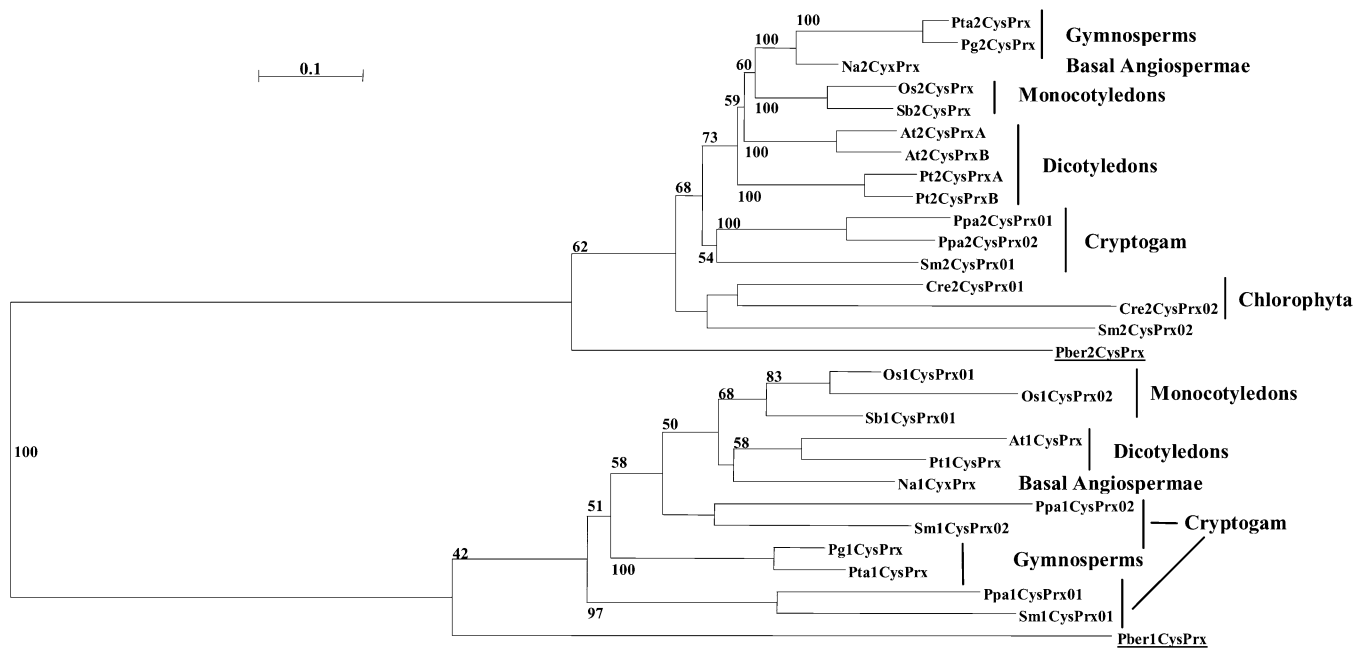 100
Pta2CysPrx
Pg2CysPrx
Gymnosperms
100
60
Na2CyxPrx
Basal Angiospermae
0.1
Os2CysPrx
Sb2CysPrx
Monocotyledons
59
100
At2CysPrxA
At2CysPrxB
73
100
Dicotyledons
Pt2CysPrxA
Pt2CysPrxB
68
100
Ppa2CysPrx01
100
Ppa2CysPrx02
Cryptogam
62
54
Sm2CysPrx01
Cre2CysPrx01
Chlorophyta
Cre2CysPrx02
Sm2CysPrx02
Pber2CysPrx
83
Os1CysPrx01
Os1CysPrx02
Monocotyledons
68
Sb1CysPrx01
50
58
At1CysPrx
Dicotyledons
100
Pt1CysPrx
58
Na1CyxPrx
Basal Angiospermae
51
Ppa1CysPrx02
Cryptogam
Sm1CysPrx02
42
Pg1CysPrx
Gymnosperms
100
Pta1CysPrx
Ppa1CysPrx01
97
Sm1CysPrx01
Pber1CysPrx